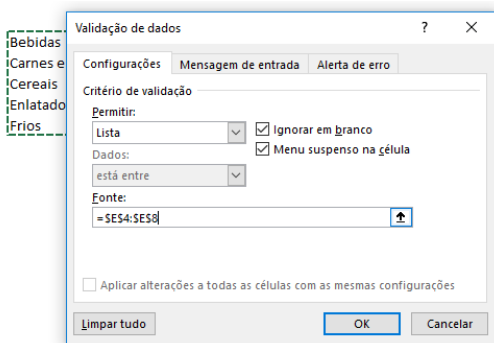 Bebidas
Carnes e
Cereais
Enlatado
Frios
Validação de dados ? ×
Configurações Mensagem de entrada Alerta de erro
Critério de validação
Permitir:
Lista
Ignorar em branco
Menu suspenso na célula
Dados:
está entre
Fonte:
=$E$4:$E$8
Aplicar alterações a todas as células com as mesmas configurações
Limpar tudo OK Cancelar